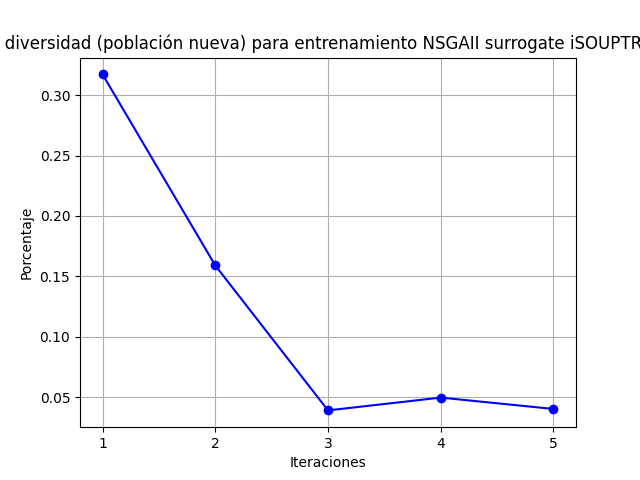 diversidad (población nueva) para entrenamiento NSGAII surrogate iSOUPTR
0.30
0.25
0.20
0.15
0.10
0.05
Porcentaje
1 2 3 4 5
Iteraciones